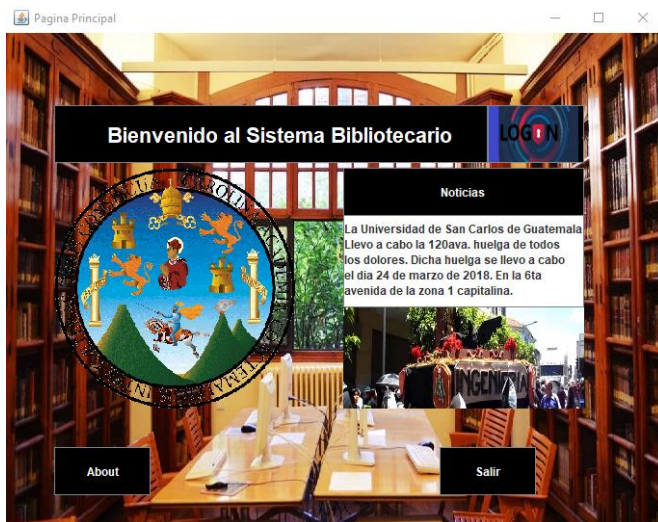 Pagina Principal
Bienvenido al Sistema Bibliotecario
LOGIN
Noticias
La Universidad de San Carlos de Guatemala
Llevo a cabo la 120ava. huelga de todos
los dolores. Dicha huelga se llevo a cabo
el dia 24 de marzo de 2018. En la 6ta
avenida de la zona 1 capitalina.
About
Salir